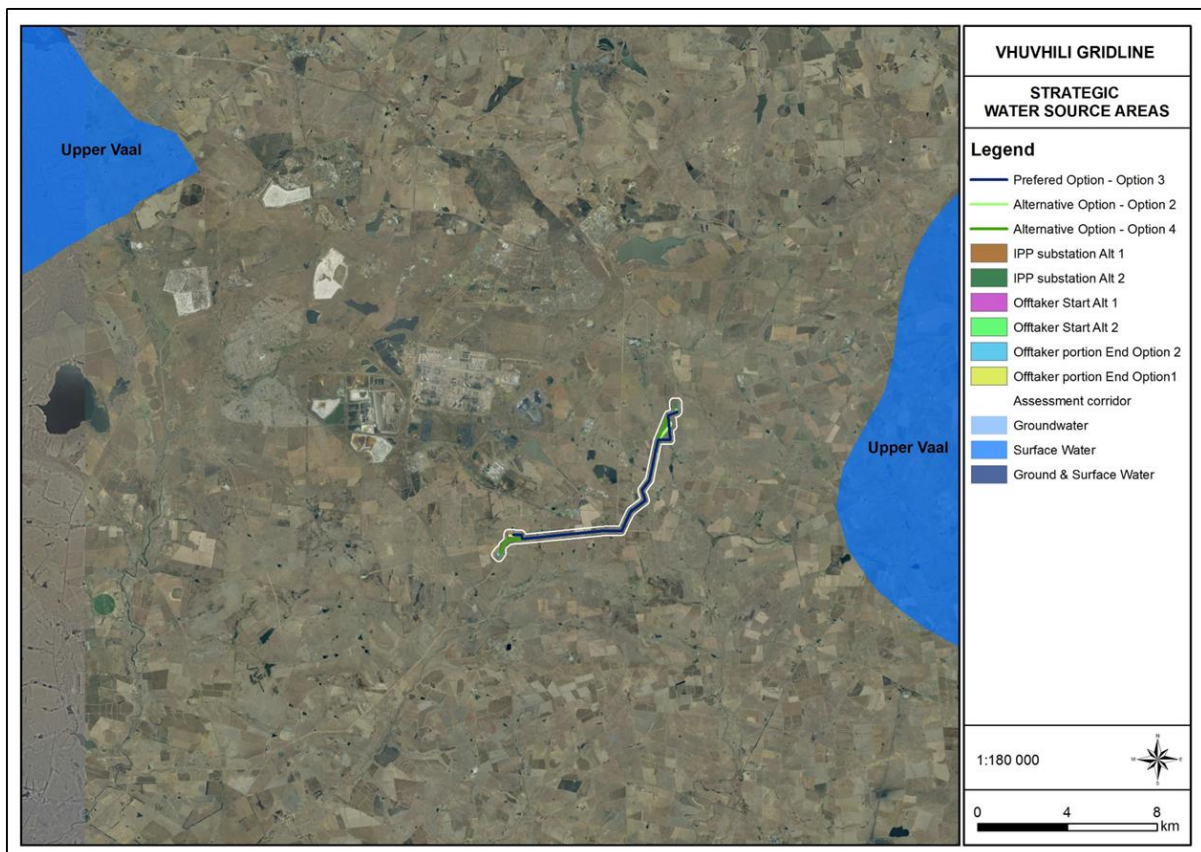 VHUVHILI GRIDLINE
STRATEGIC
WATER SOURCE AREAS
Legend
Prefered Option - Option 3
Alternative Option - Option 2
Alternative Option - Option 4
IPP substation Alt 1
IPP substation Alt 2
Offtaker Start Alt 1
Offtaker Start Alt 2
Offtaker portion End Option 2
Offtaker portion End Option1
Assessment corridor
Groundwater
Surface Water
Ground & Surface Water
1:180 000
N
W
E
S
0 4 8
km
Upper Vaal
Upper Vaal